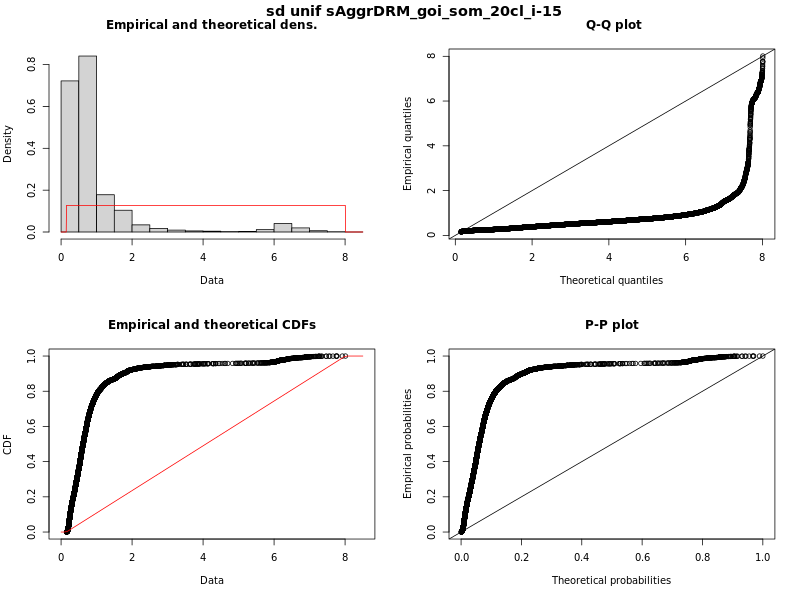 sd unif sAggrDRM_goi_som_20cl_i-15
Empirical and theoretical dens.
Density
0.0 0.2 0.4 0.6 0.8
0 2 4 6 8
Data
Q-Q plot
Empirical quantiles
0 2 4 6 8
0 2 4 6 8
Theoretical quantiles
Empirical and theoretical CDFs
CDF
0.0 0.2 0.4 0.6 0.8 1.0
0 2 4 6 8
Data
P-P plot
Empirical probabilities
0.0 0.2 0.4 0.6 0.8 1.0
0.0 0.2 0.4 0.6 0.8 1.0
Theoretical probabilities